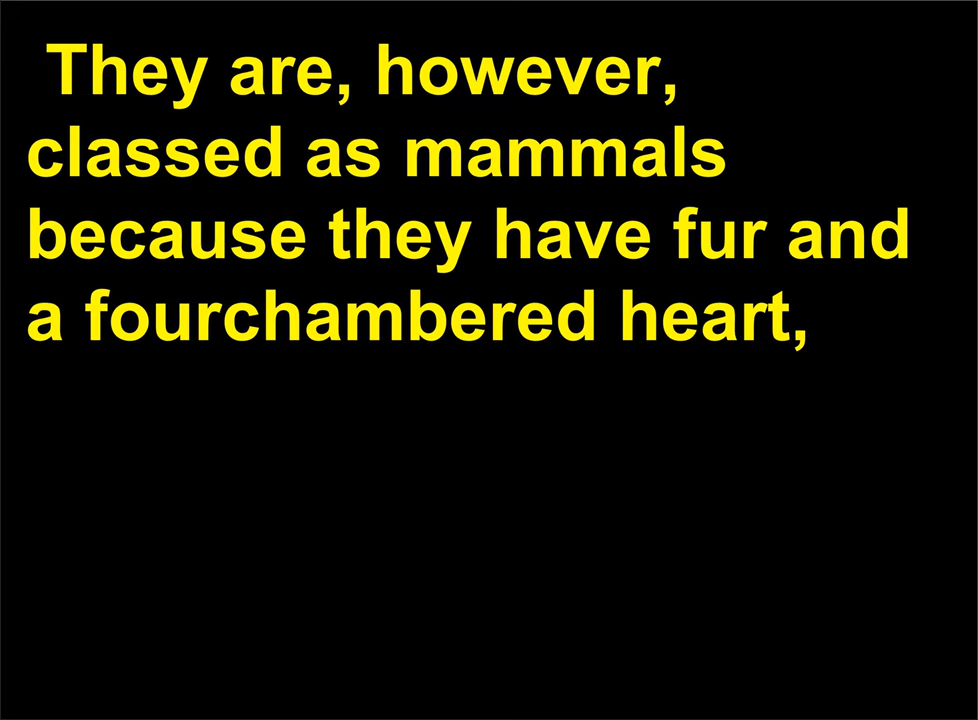 They are, however,
classed as mammals
because they have fur and
a fourchambered heart,